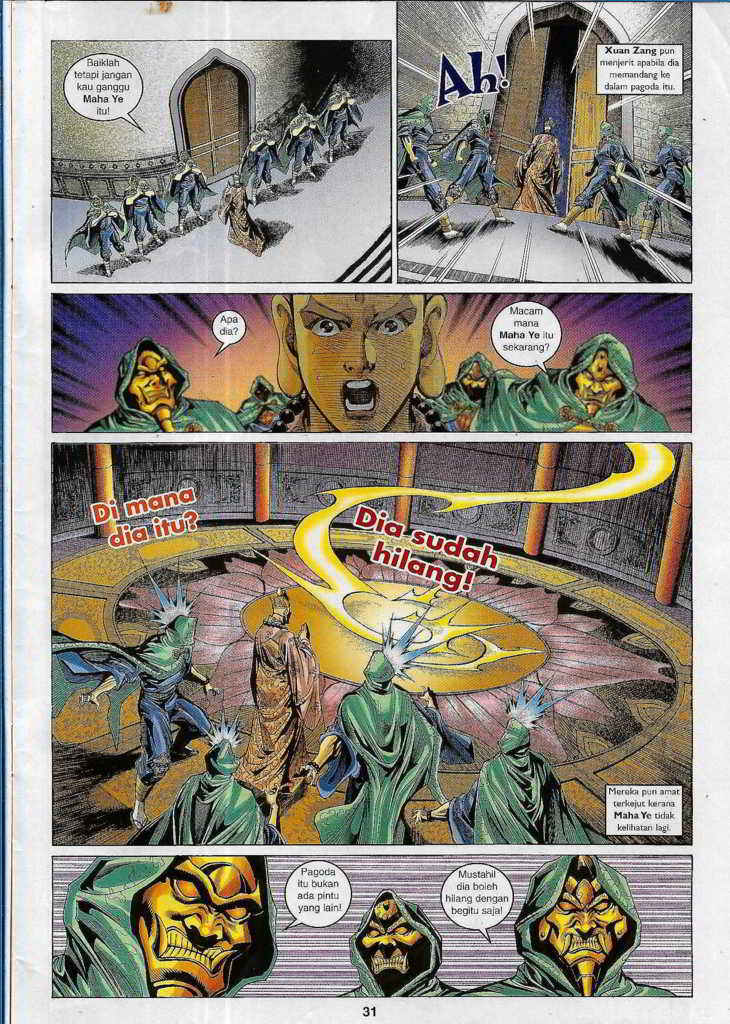 Baiklah
tetapi jangan
kau ganggu
Maha Ye
itu!
Ah!
Xuan Zang pun
menjerit apabila dia
memandang ke
dalam pagoda itu.
Apa
dia?
Macam
mana
Maha Ye itu
sekarang?
Di mana
dia itu?
Dia sudah
hilang!
Mereka pun amat
terkejut kerana
Maha Ye tidak
kelihatan lagi.
Pagoda
itu bukan
ada pintu
yang lain!
Mustahil
dia boleh
hilang dengan
begitu saja!
31